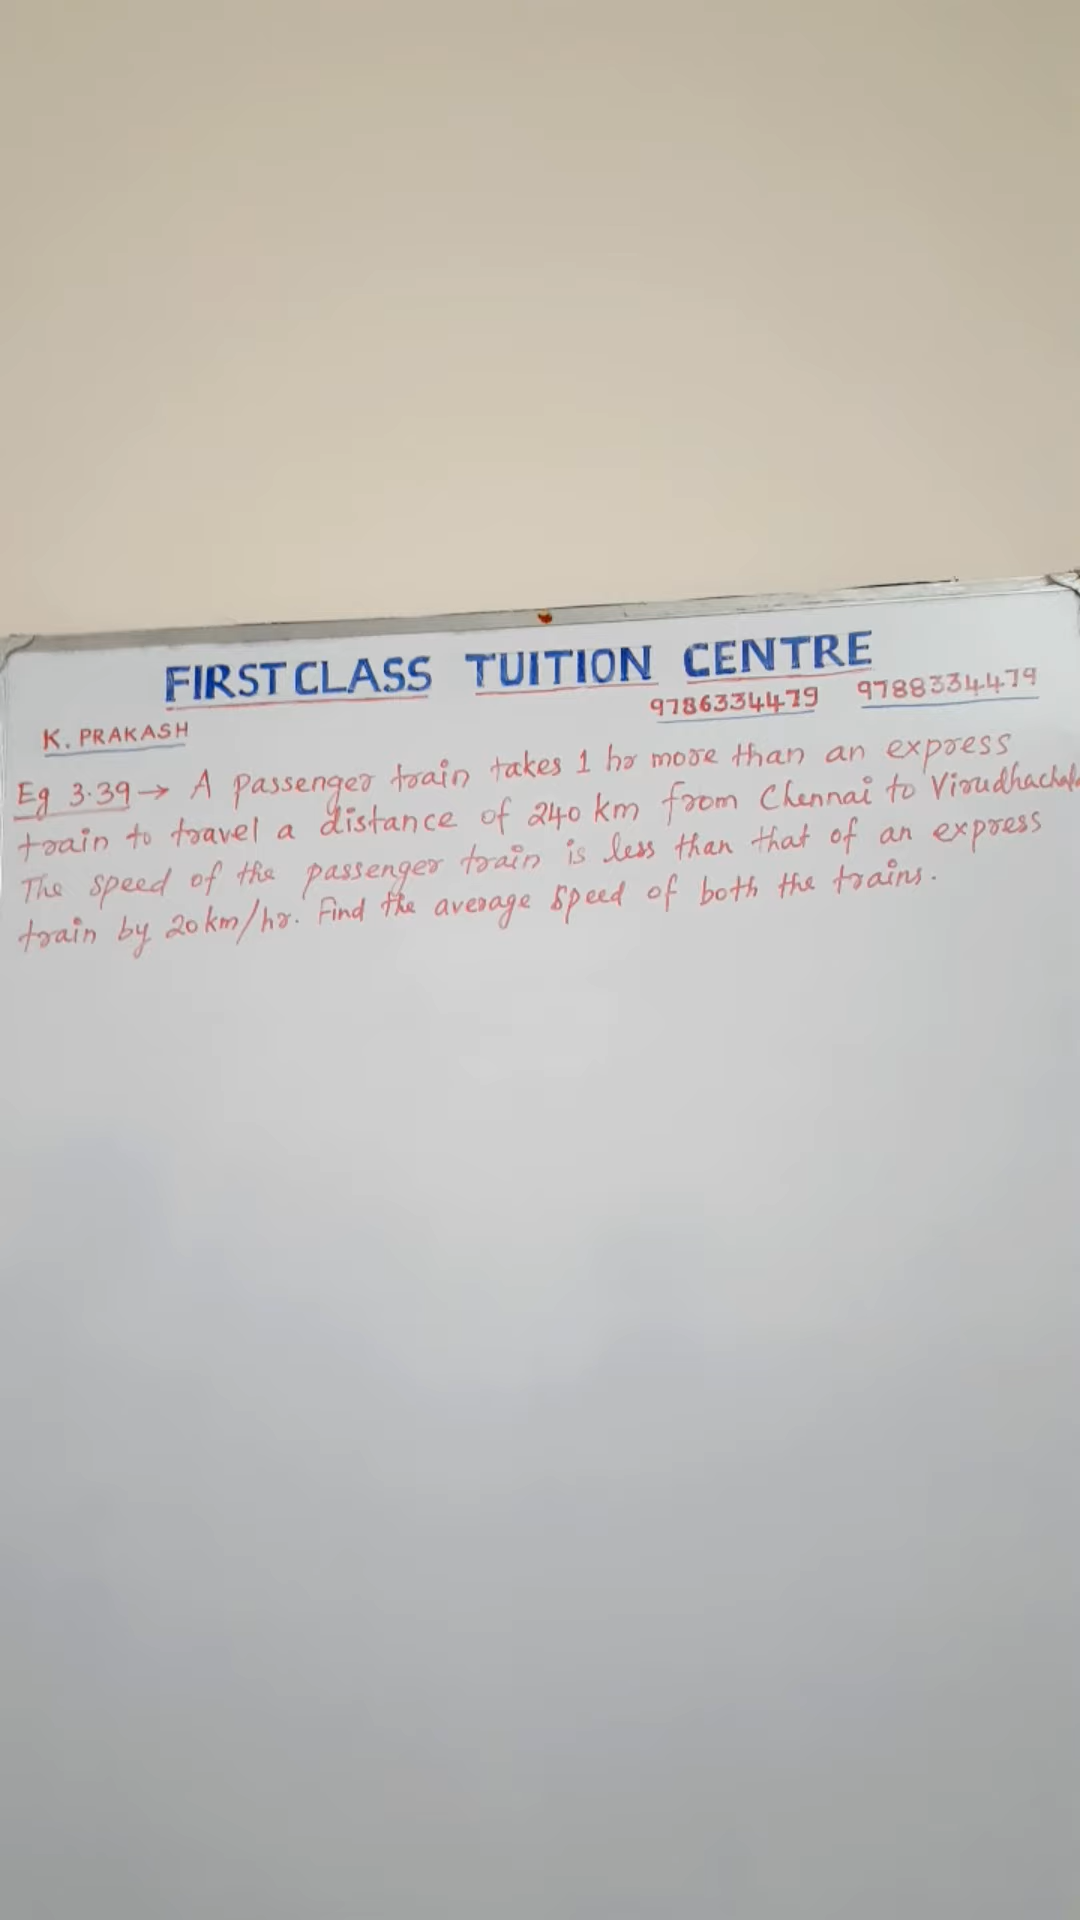 FIRST CLASS TUITION CENTRE
9786334479 9788334479
K. PRAKASH
Eg 3.39 → A passenger train takes 1 hr more than an express
train to travel a distance of 240 km from Chennai to Virudhachala
The speed of the passenger train is less than that of an express
train by 20 km/hr. Find the average speed of both the trains.